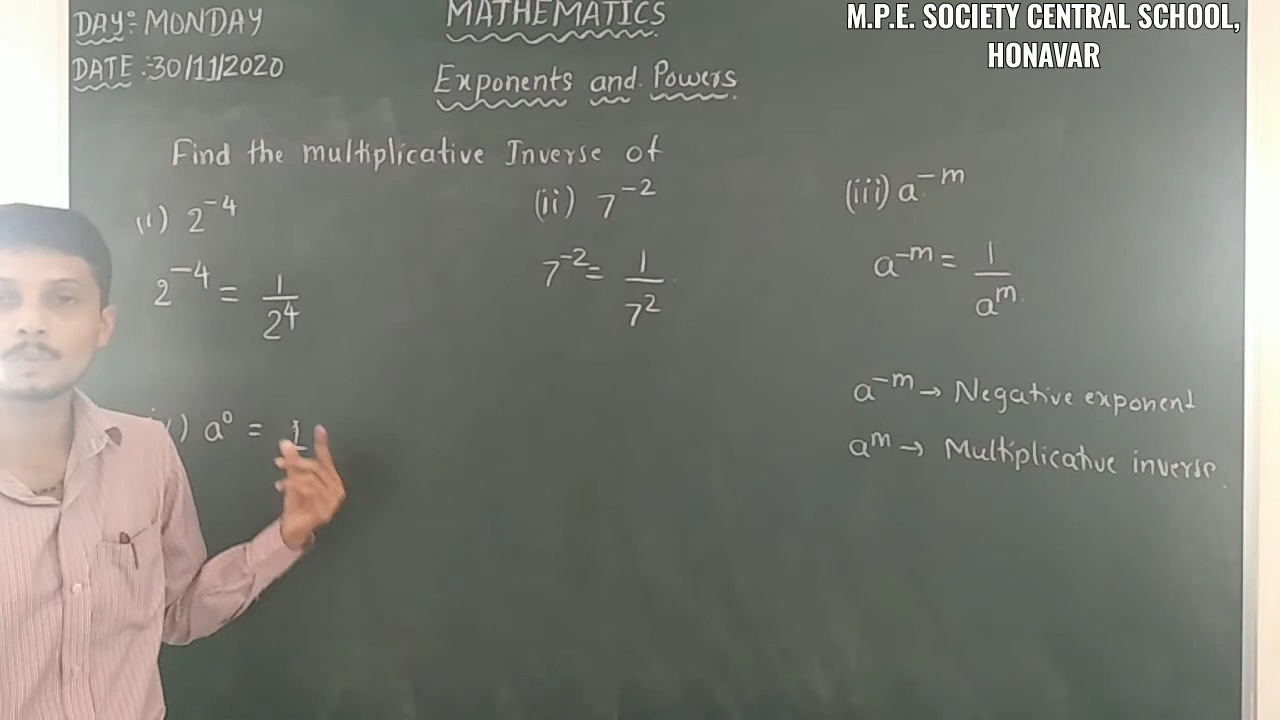 DAY:- MONDAY
DATE :- 30/11/2020
MATHEMATICS
Exponents and Powers
M.P.E. SOCIETY CENTRAL SCHOOL,
HONAVAR
Find the multiplicative Inverse of
(i) 2⁻⁴
2⁻⁴ = 1/2⁴
(ii) 7⁻²
7⁻² = 1/7²
(iii) a⁻ᵐ
a⁻ᵐ = 1/aᵐ
a⁻ᵐ → Negative exponent
aᵐ → Multiplicative inverse.
) a⁰ = 1